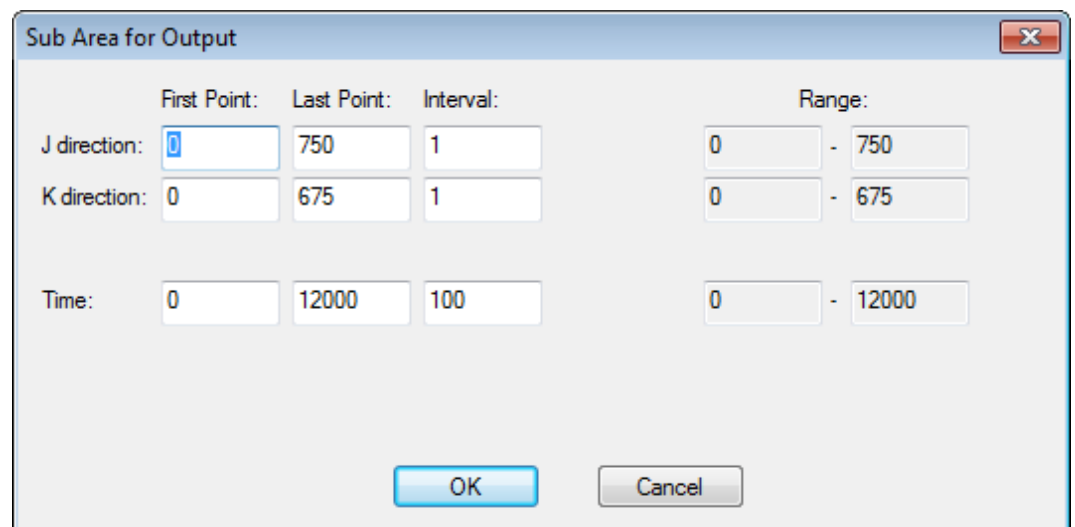 Sub Area for Output
First Point: Last Point: Interval: Range:
J direction: 0 750 1 0 - 750
K direction: 0 675 1 0 - 675
Time: 0 12000 100 0 - 12000
OK Cancel